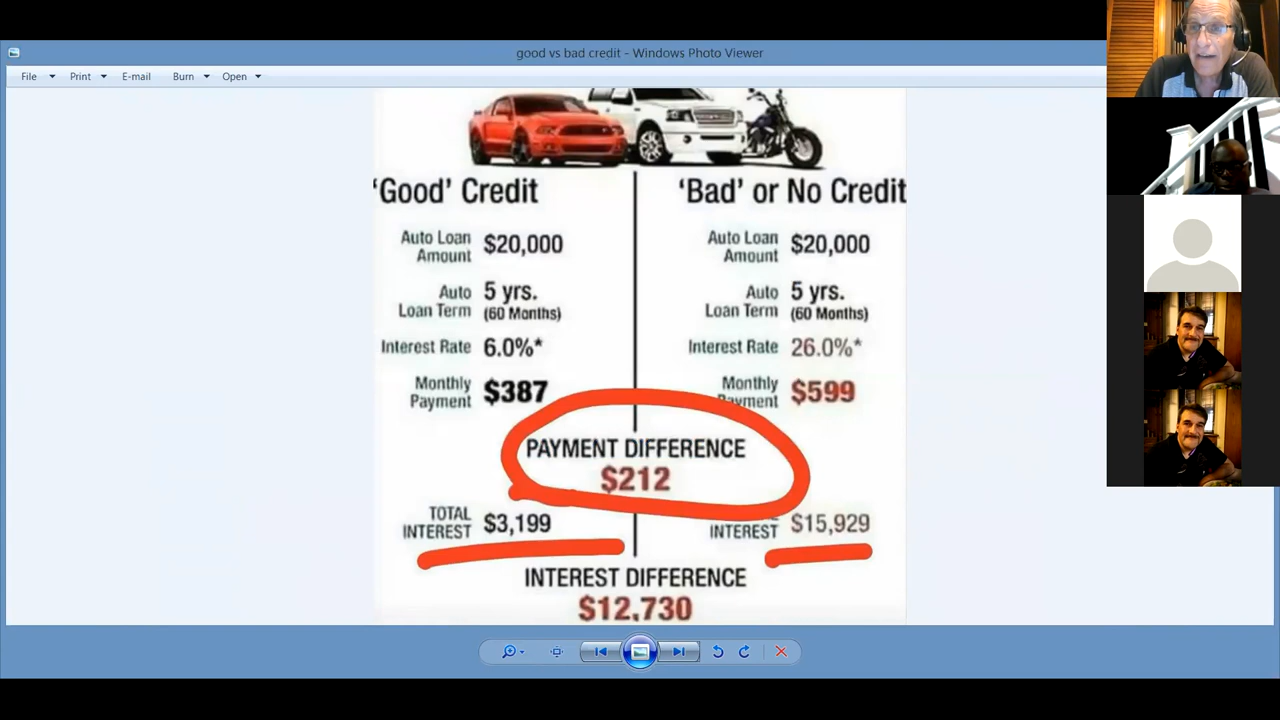 good vs bad credit - Windows Photo Viewer
File Print E-mail Burn Open
'Good' Credit
Auto Loan Amount $20,000
Auto Loan Term 5 yrs. (60 Months)
Interest Rate 6.0%*
Monthly Payment $387
'Bad' or No Credit
Auto Loan Amount $20,000
Auto Loan Term 5 yrs. (60 Months)
Interest Rate 26.0%*
Monthly Payment $599
PAYMENT DIFFERENCE
$212
TOTAL INTEREST $3,199
INTEREST $15,929
INTEREST DIFFERENCE
$12,730